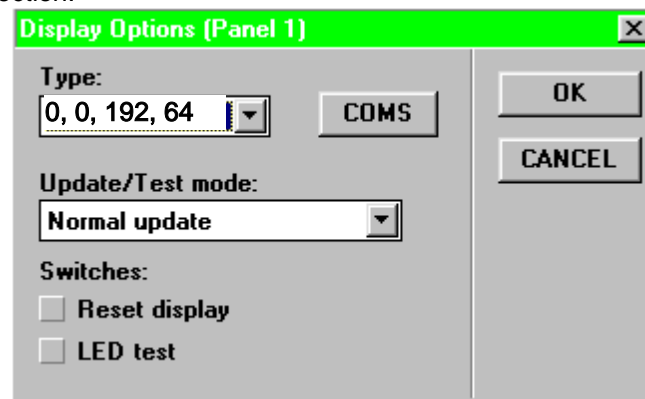 Display Options (Panel 1)
Type:
0, 0, 192, 64
COMS
OK
CANCEL
Update/Test mode:
Normal update
Switches:
Reset display
LED test